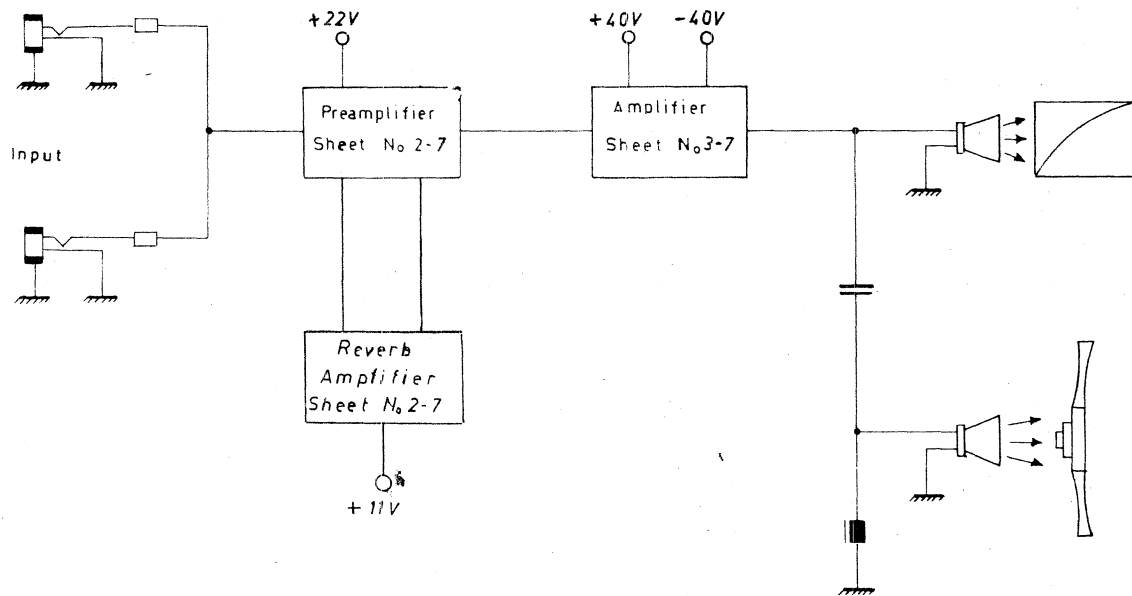 +22V
+40V
-40V
Preamplifier
Sheet No 2-7
Amplifier
Sheet No 3-7
Input
Reverb
Amplifier
Sheet No 2-7
+11V